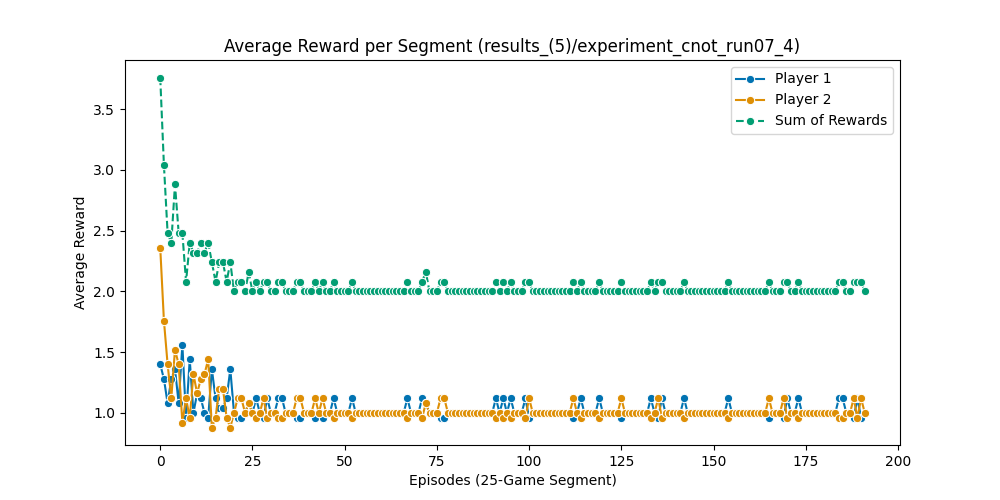 Average Reward per Segment (results_(5)/experiment_cnot_run07_4)
Player 1
Player 2
Sum of Rewards
Average Reward
3.5
3.0
2.5
2.0
1.5
1.0
0
25
50
75
100
125
150
175
200
Episodes (25-Game Segment)